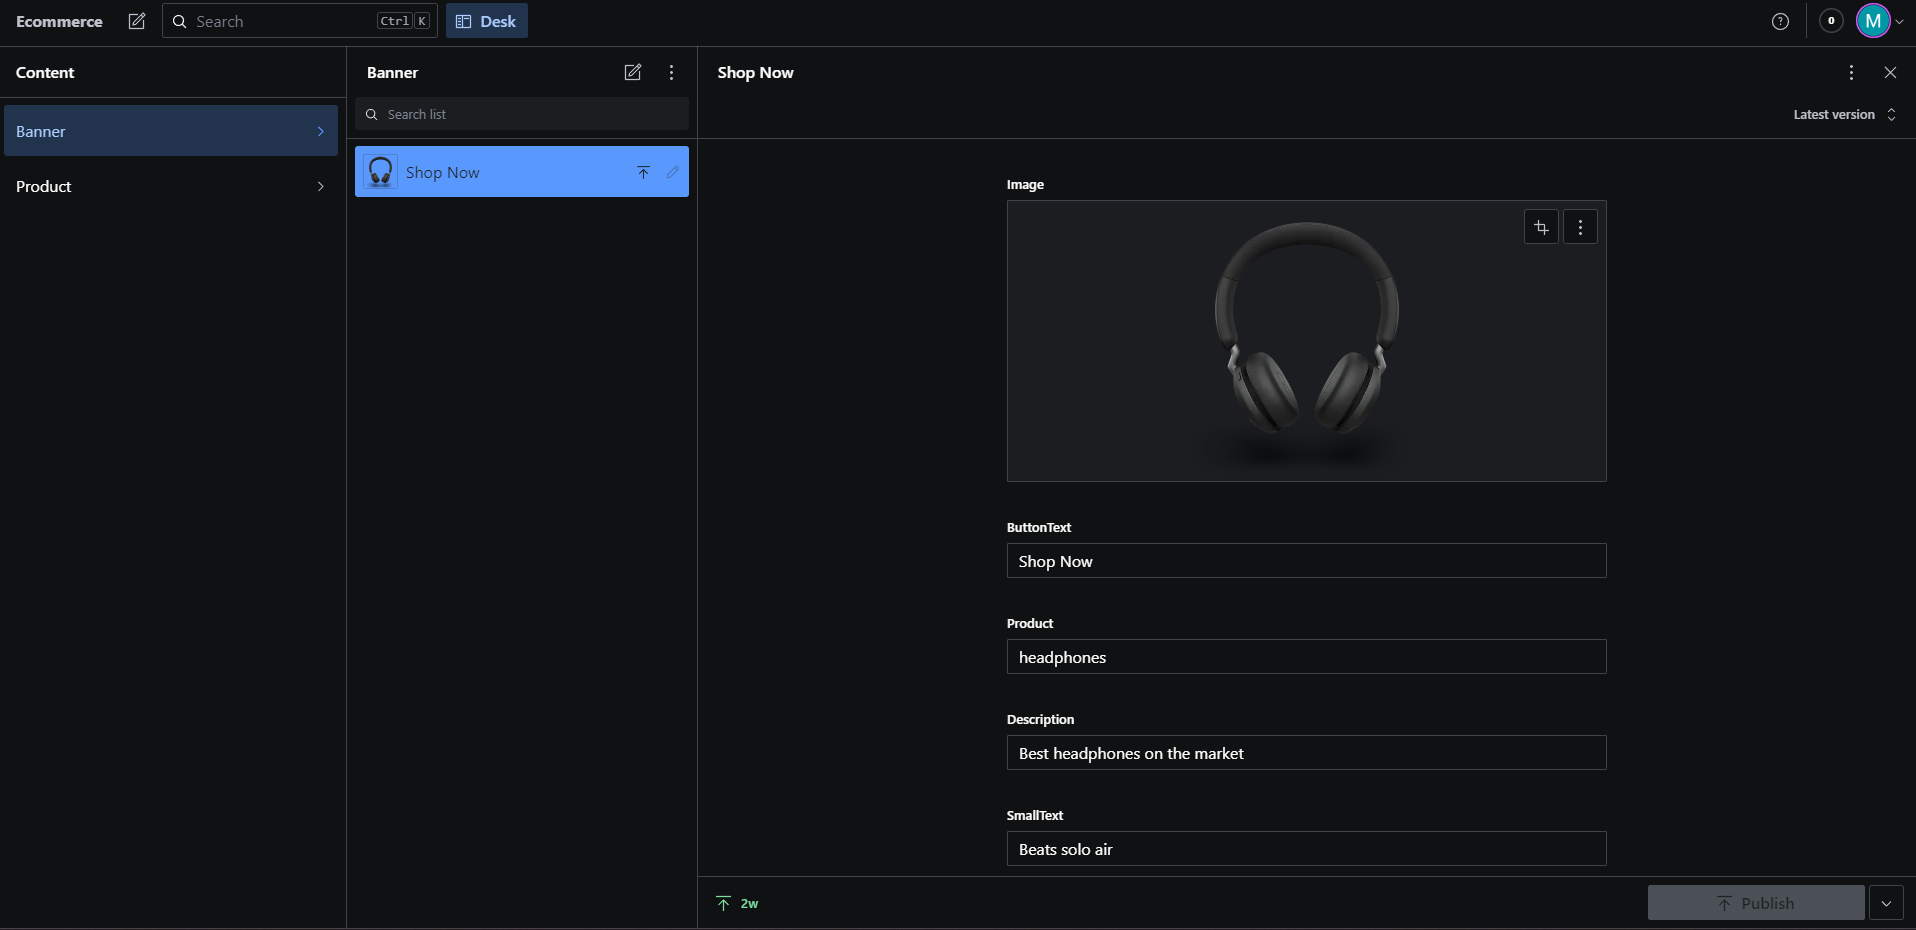 Ecommerce
Search
Ctrl K
Desk
?
0
M
Content
Banner
Product
Banner
Search list
Shop Now
Shop Now
Latest version
Image
ButtonText
Shop Now
Product
headphones
Description
Best headphones on the market
SmallText
Beats solo air
2w
Publish